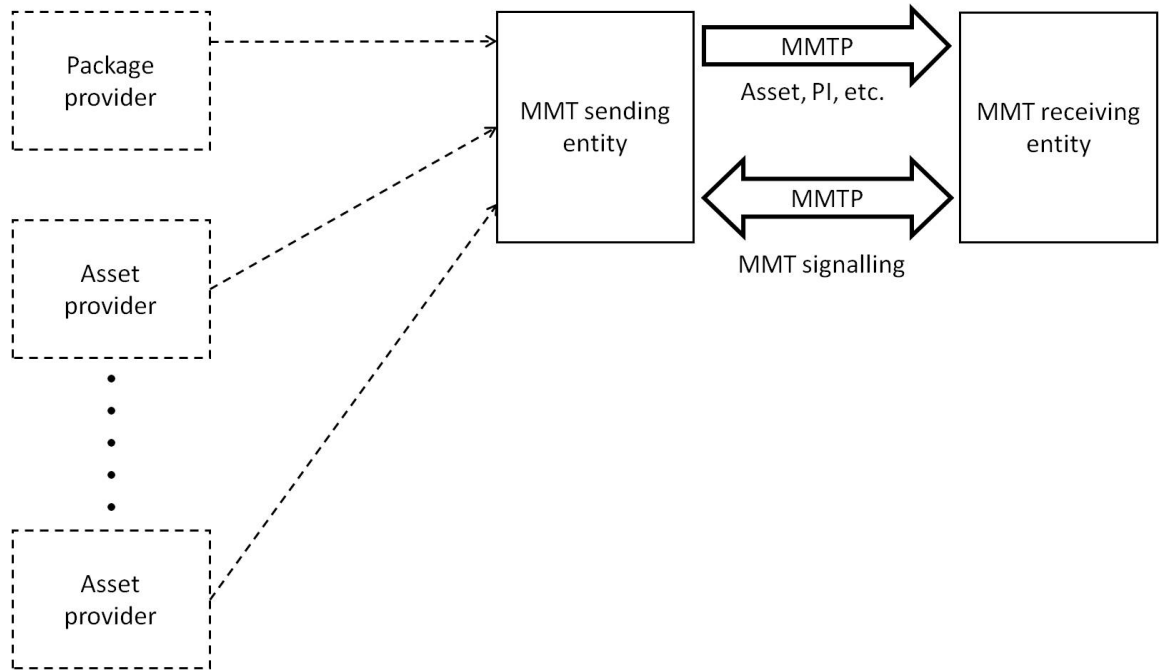 Package
provider
MMT sending
entity
MMTP
Asset, PI, etc.
MMT receiving
entity
MMTP
MMT signalling
Asset
provider
Asset
provider